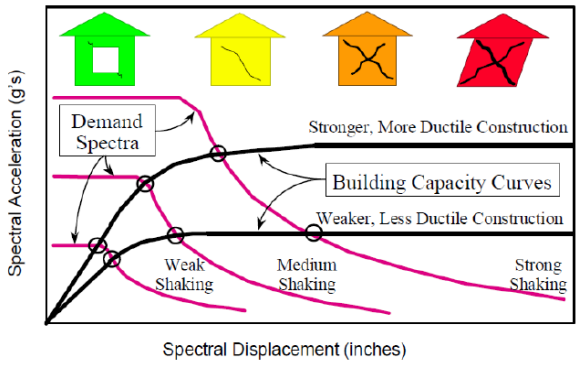 Spectral Acceleration (g's)
Demand
Spectra
Stronger, More Ductile Construction
Building Capacity Curves
Weaker, Less Ductile Construction
Weak
Shaking
Medium
Shaking
Strong
Shaking
Spectral Displacement (inches)